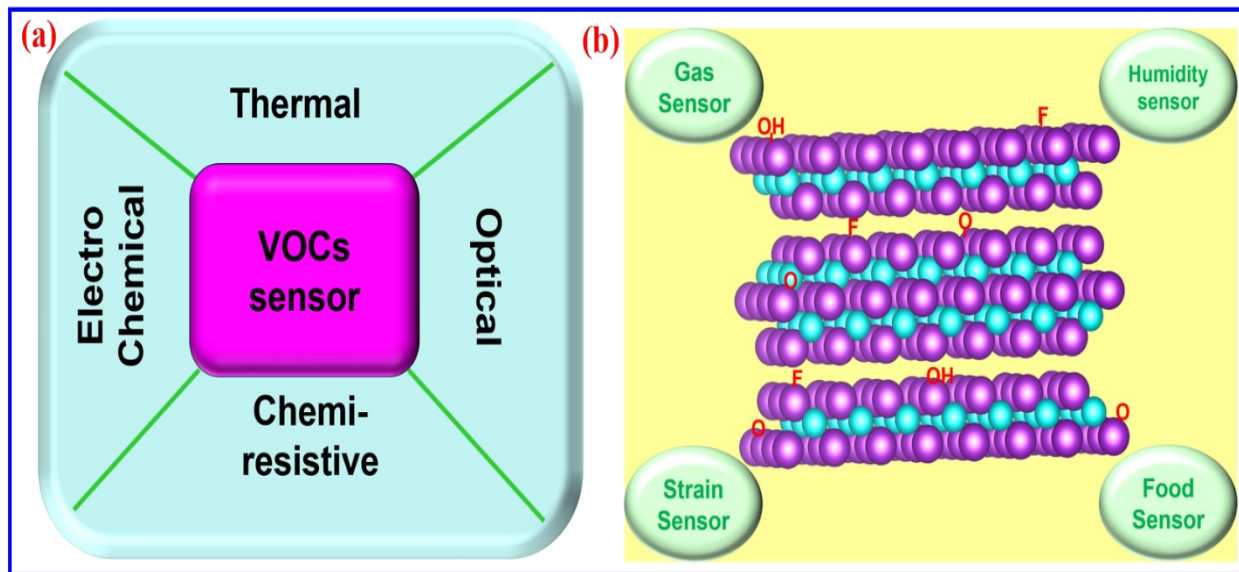 (a)
Thermal
Electro
Chemical
VOCs
sensor
Optical
Chemi-
resistive
(b)
Gas
Sensor
Humidity
sensor
OH
F
F
O
O
F
OH
O
O
Strain
Sensor
Food
Sensor